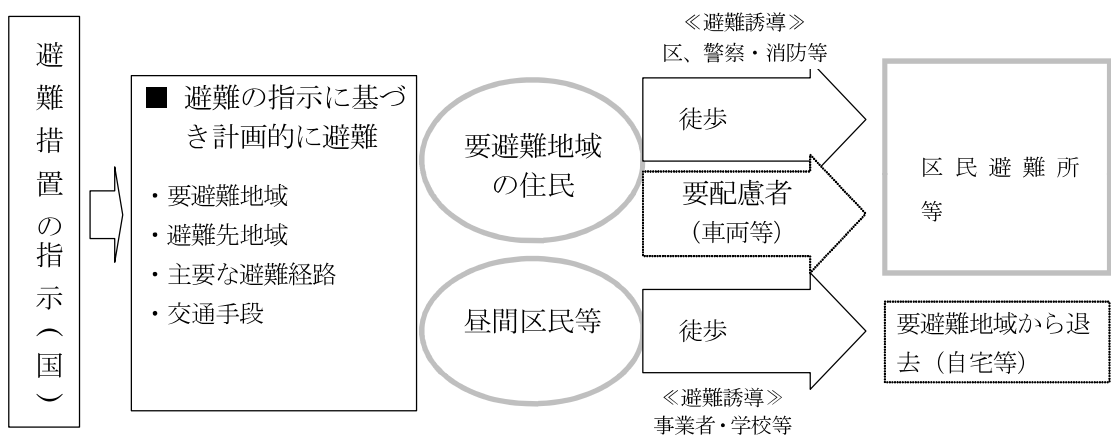 避難措置の指示(国)
■ 避難の指示に基づ
き計画的に避難
・要避難地域
・避難先地域
・主要な避難経路
・交通手段
要避難地域
の住民
昼間区民等
≪避難誘導≫
区、警察・消防等
徒歩
要配慮者
（車両等）
徒歩
≪避難誘導≫
事業者・学校等
区民避難所
等
要避難地域から退
去（自宅等）